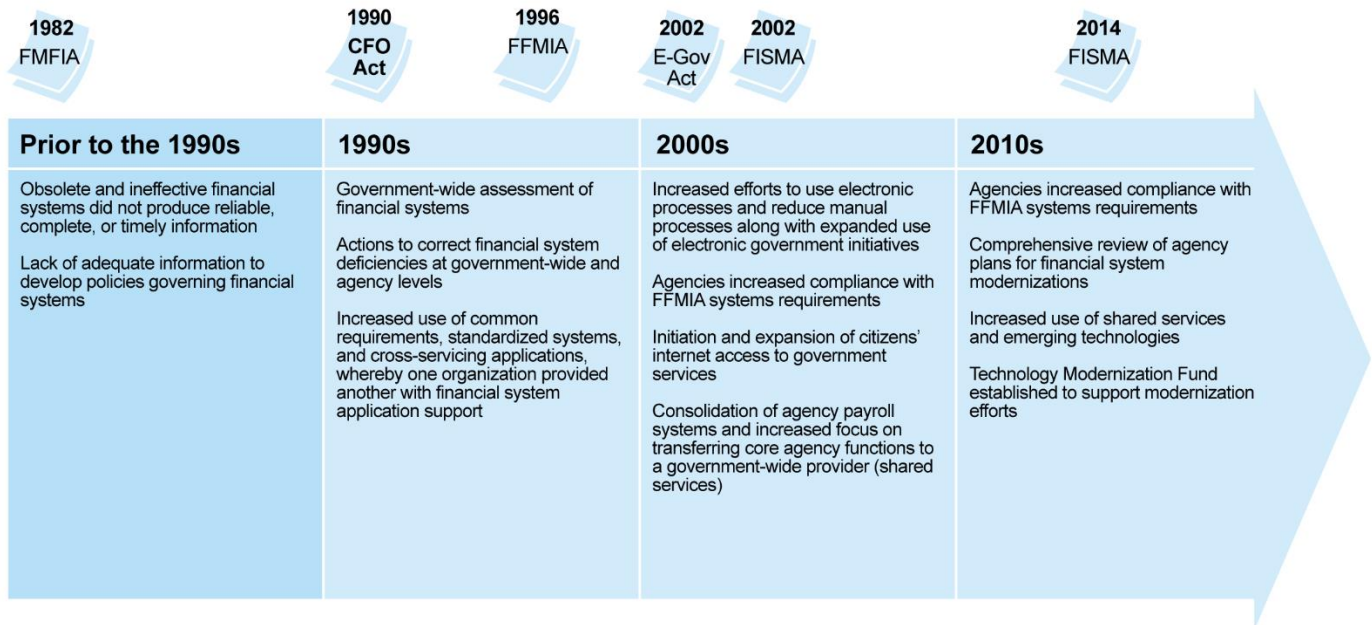 1982
FMFIA
1990
CFO
Act
1996
FFMIA
2002
E-Gov
Act
2002
FISMA
2014
FISMA
Prior to the 1990s
Obsolete and ineffective financial
systems did not produce reliable,
complete, or timely information
Lack of adequate information to
develop policies governing financial
systems
1990s
Government-wide assessment of
financial systems
Actions to correct financial system
deficiencies at government-wide and
agency levels
Increased use of common
requirements, standardized systems,
and cross-servicing applications,
whereby one organization provided
another with financial system
application support
2000s
Increased efforts to use electronic
processes and reduce manual
processes along with expanded use
of electronic government initiatives
Agencies increased compliance with
FFMIA systems requirements
Initiation and expansion of citizens’
internet access to government
services
Consolidation of agency payroll
systems and increased focus on
transferring core agency functions to
a government-wide provider (shared
services)
2010s
Agencies increased compliance with
FFMIA systems requirements
Comprehensive review of agency
plans for financial system
modernizations
Increased use of shared services
and emerging technologies
Technology Modernization Fund
established to support modernization
efforts